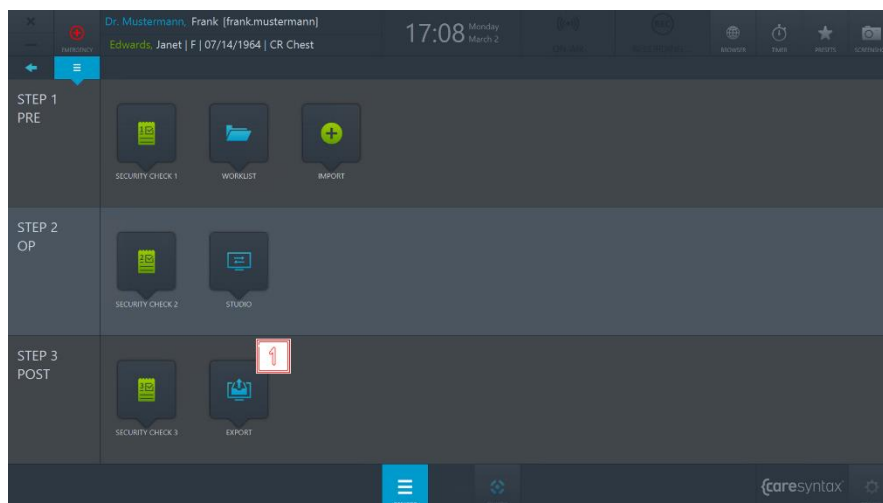 Dr. Mustermann, Frank [frank.mustermann]
Edwards, Janet | F | 07/14/1964 | CR Chest
17:08 Monday
March 2
EMERGENCY
BROWSER
TIMER
PRESETS
STEP 1
PRE
SECURITY CHECK 1
WORKLIST
IMPORT
STEP 2
OP
SECURITY CHECK 2
STUDIO
STEP 3
POST
1
SECURITY CHECK 3
EXPORT
{caresyntax